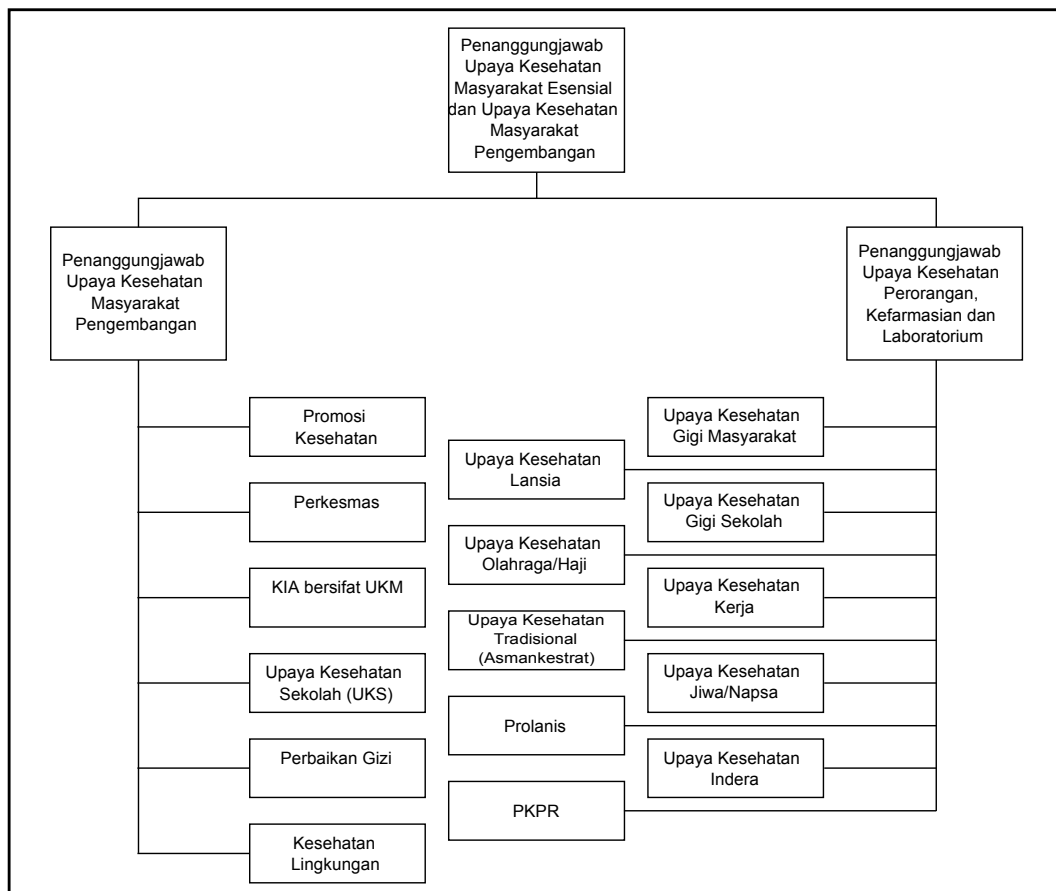 Penanggungjawab
Upaya Kesehatan
Masyarakat Esensial
dan Upaya Kesehatan
Masyarakat
Pengembangan
Penanggungjawab
Upaya Kesehatan
Masyarakat
Pengembangan
Penanggungjawab
Upaya Kesehatan
Perorangan,
Kefarmasian dan
Laboratorium
Promosi
Kesehatan
Perkesmas
KIA bersifat UKM
Upaya Kesehatan
Sekolah (UKS)
Perbaikan Gizi
Kesehatan
Lingkungan
Upaya Kesehatan
Lansia
Upaya Kesehatan
Olahraga/Haji
Upaya Kesehatan
Tradisional
(Asmankestrat)
Prolanis
PKPR
Upaya Kesehatan
Gigi Masyarakat
Upaya Kesehatan
Gigi Sekolah
Upaya Kesehatan
Kerja
Upaya Kesehatan
Jiwa/Napsa
Upaya Kesehatan
Indera